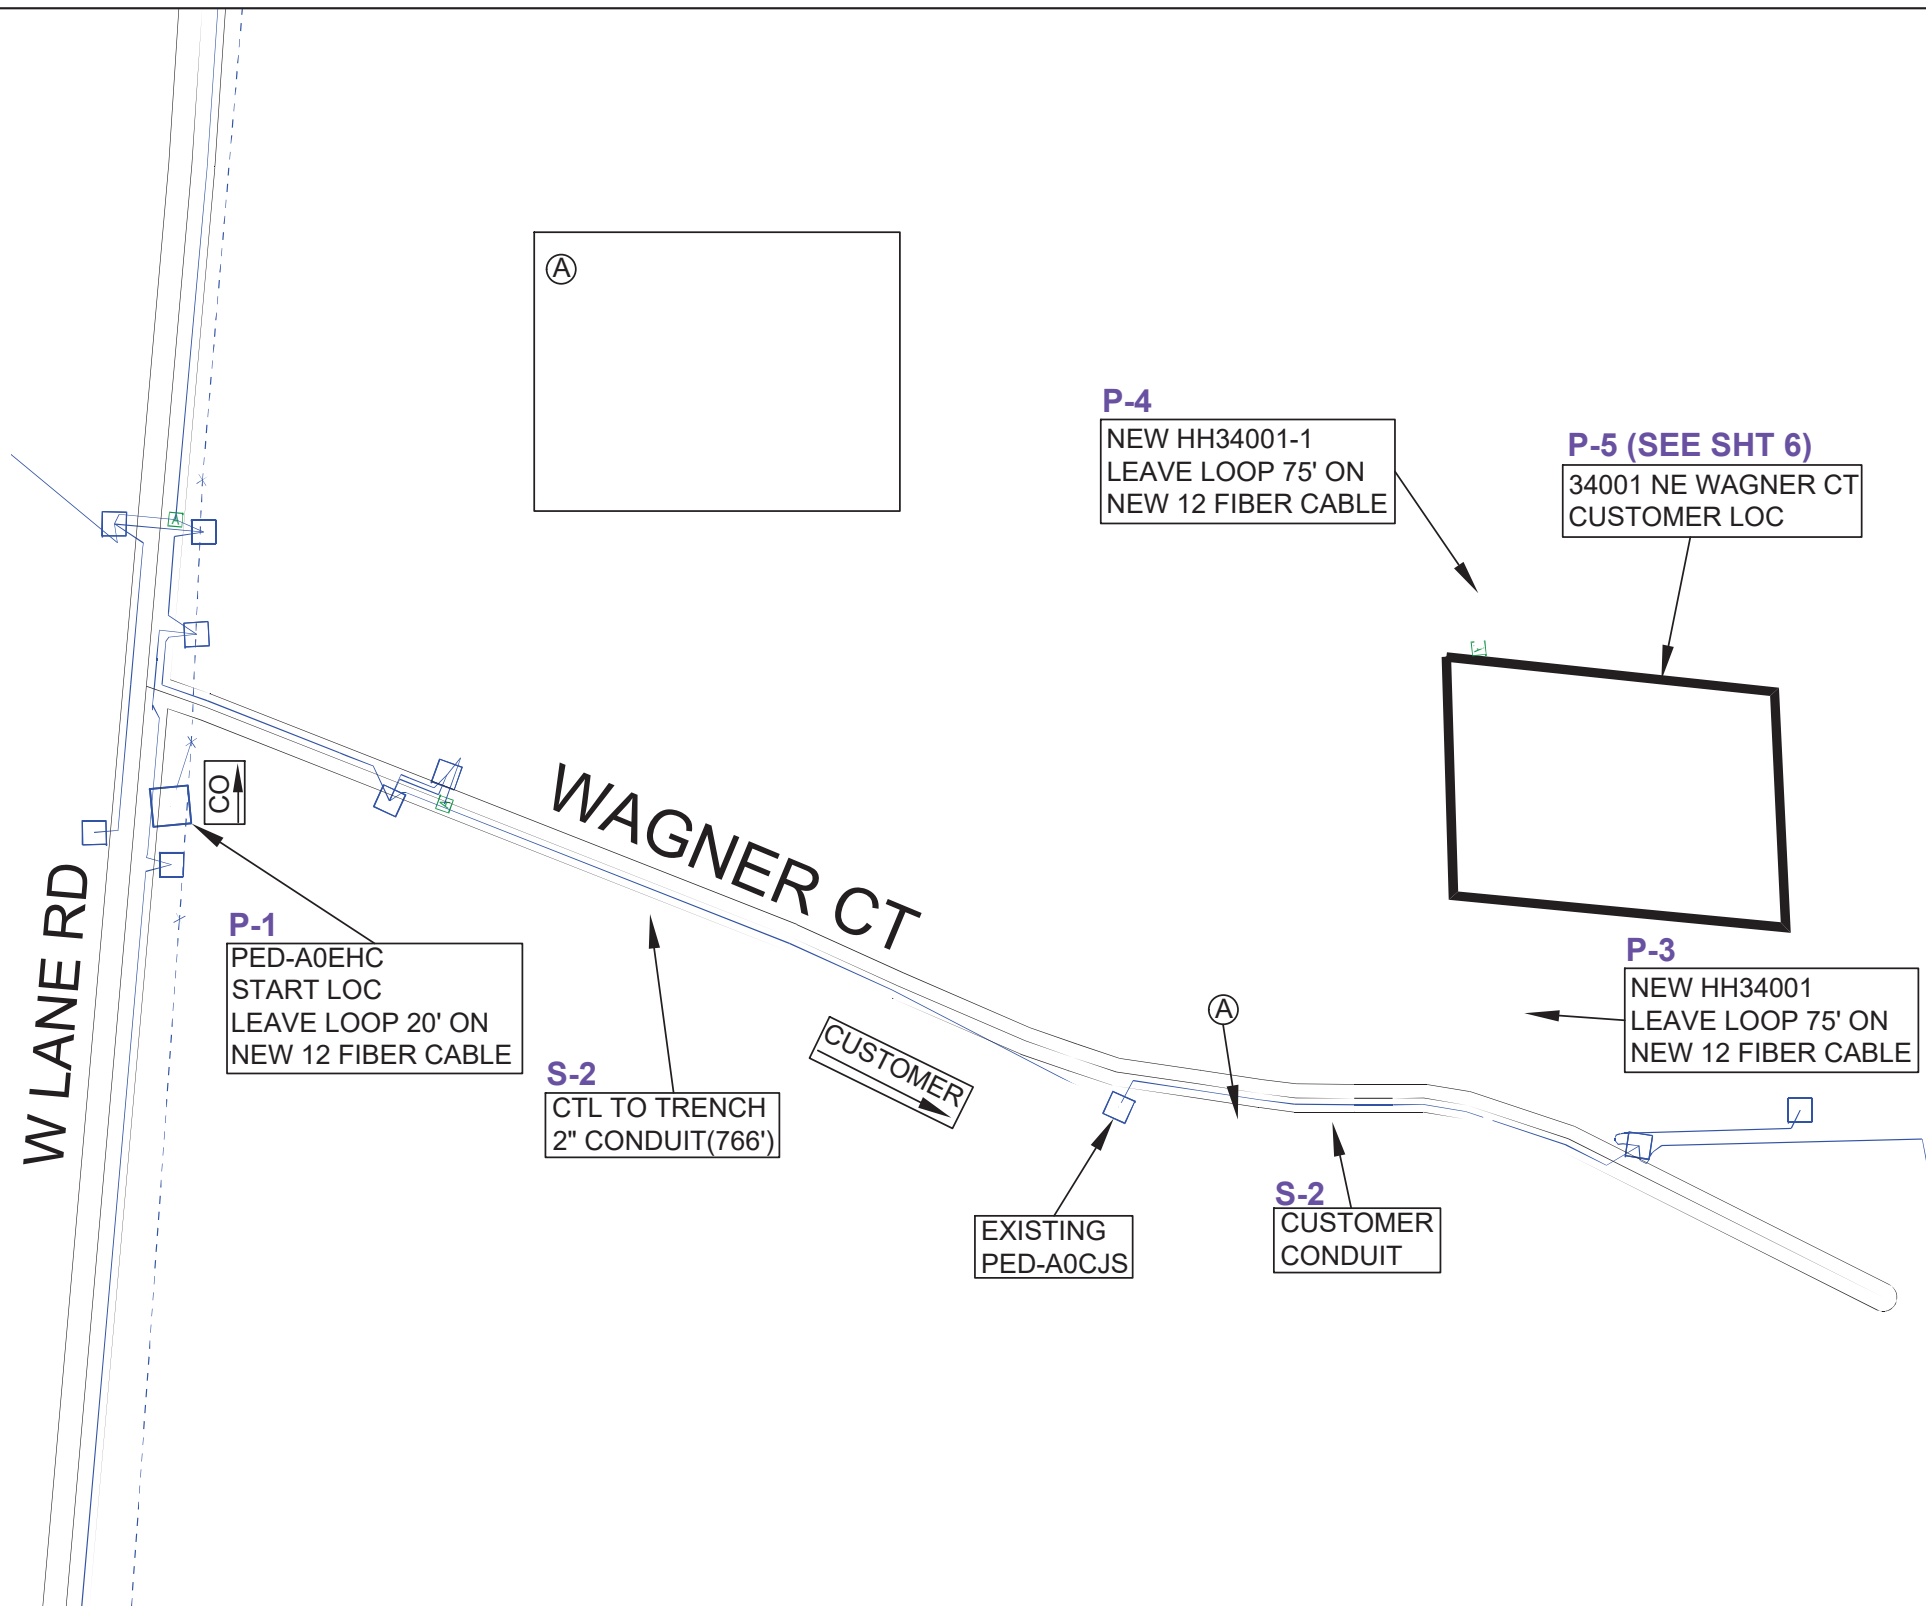 A
P-4
NEW HH34001-1
LEAVE LOOP 75' ON
NEW 12 FIBER CABLE
P-5 (SEE SHT 6)
34001 NE WAGNER CT
CUSTOMER LOC
A
CO
WAGNER CT
W LANE RD
P-1
PED-A0EHC
START LOC
LEAVE LOOP 20' ON
NEW 12 FIBER CABLE
S-2
CTL TO TRENCH
2" CONDUIT(766')
CUSTOMER
A
P-3
NEW HH34001
LEAVE LOOP 75' ON
NEW 12 FIBER CABLE
EXISTING
PED-A0CJS
S-2
CUSTOMER
CONDUIT